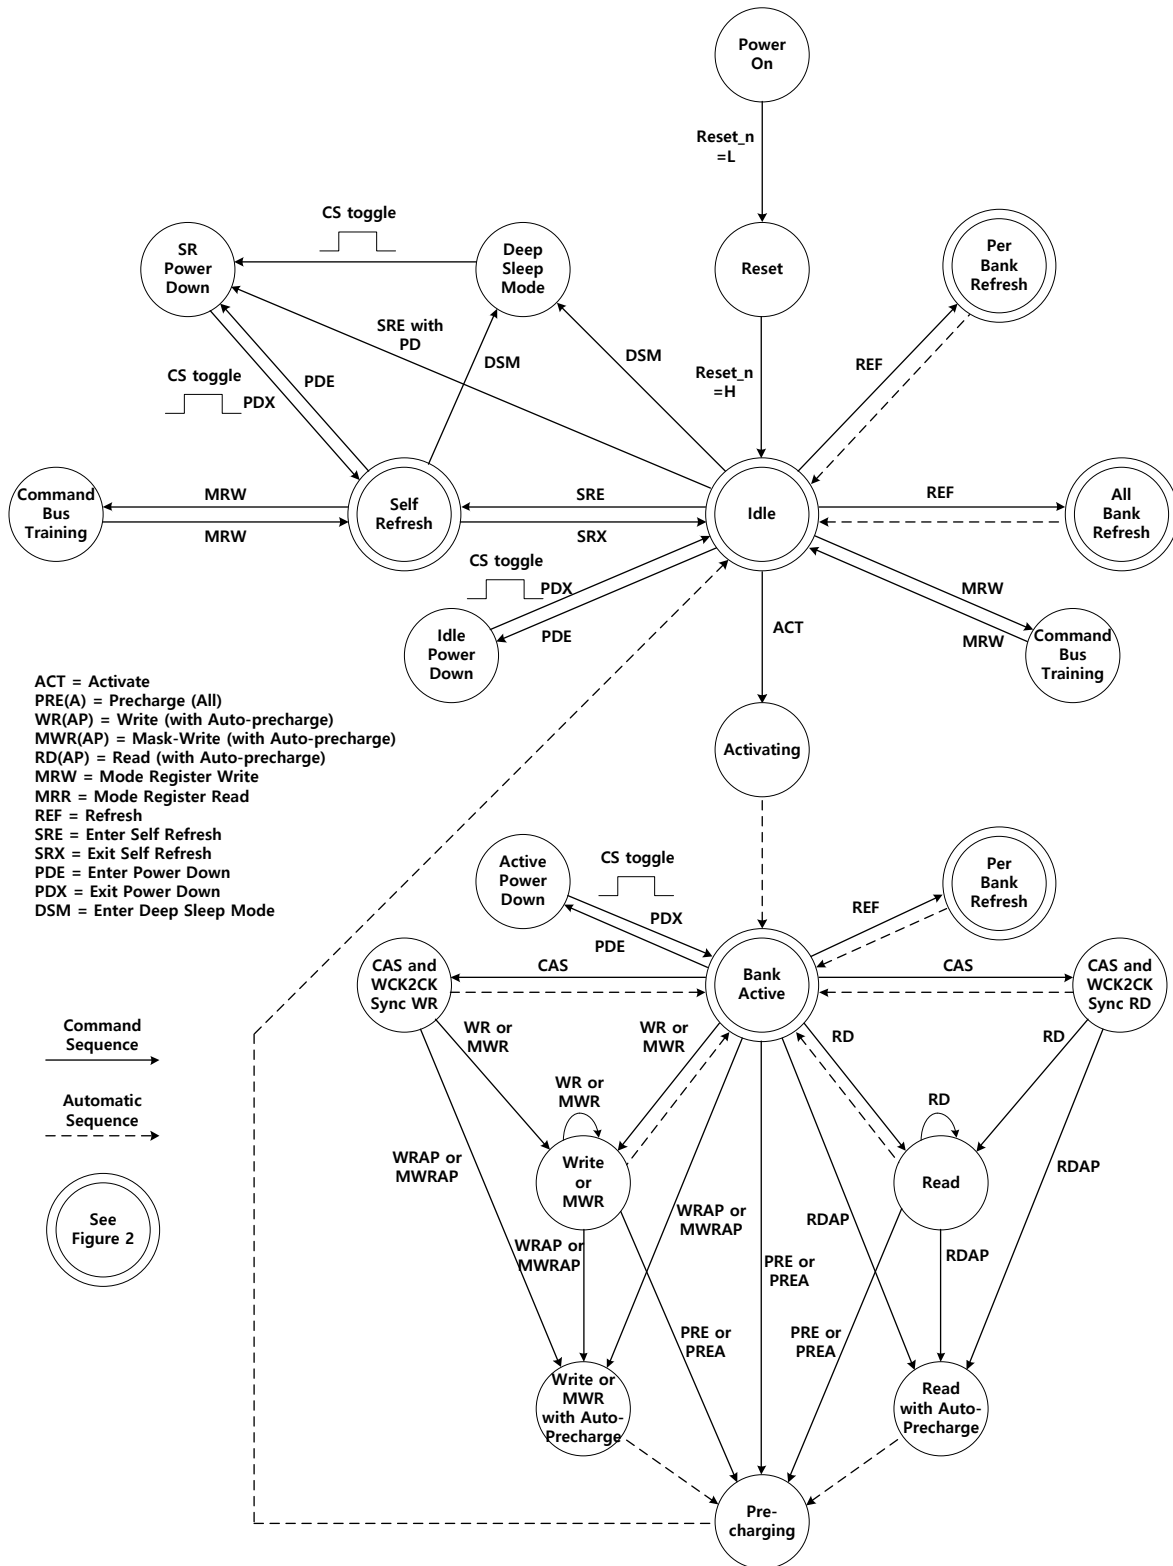 Power
On
Reset_n
=L
CS toggle
SR
Power
Down
Deep
Sleep
Mode
Reset
Per
Bank
Refresh
SRE with
PD
DSM
DSM
Reset_n
=H
REF
CS toggle
PDE
PDX
Command
Bus
Training
MRW
MRW
Self
Refresh
SRE
SRX
Idle
REF
All
Bank
Refresh
CS toggle
PDX
PDE
Idle
Power
Down
ACT
MRW
MRW
Command
Bus
Training
ACT = Activate
PRE(A) = Precharge (All)
WR(AP) = Write (with Auto-precharge)
MWR(AP) = Mask-Write (with Auto-precharge)
RD(AP) = Read (with Auto-precharge)
MRW = Mode Register Write
MRR = Mode Register Read
REF = Refresh
SRE = Enter Self Refresh
SRX = Exit Self Refresh
PDE = Enter Power Down
PDX = Exit Power Down
DSM = Enter Deep Sleep Mode
Activating
Active
Power
Down
CS toggle
PDX
PDE
REF
Per
Bank
Refresh
CAS and
WCK2CK
Sync WR
CAS
Bank
Active
CAS
CAS and
WCK2CK
Sync RD
Command
Sequence
Automatic
Sequence
See
Figure 2
WR or
MWR
WR or
MWR
RD
RD
WR or
MWR
RD
WRAP or
MWRAP
Write
or
MWR
Read
RDAP
WRAP or
MWRAP
RDAP
WRAP or
MWRAP
PRE or
PREA
RDAP
PRE or
PREA
PRE or
PREA
Write or
MWR
with Auto-
Precharge
Read
with Auto-
Precharge
Pre-
charging